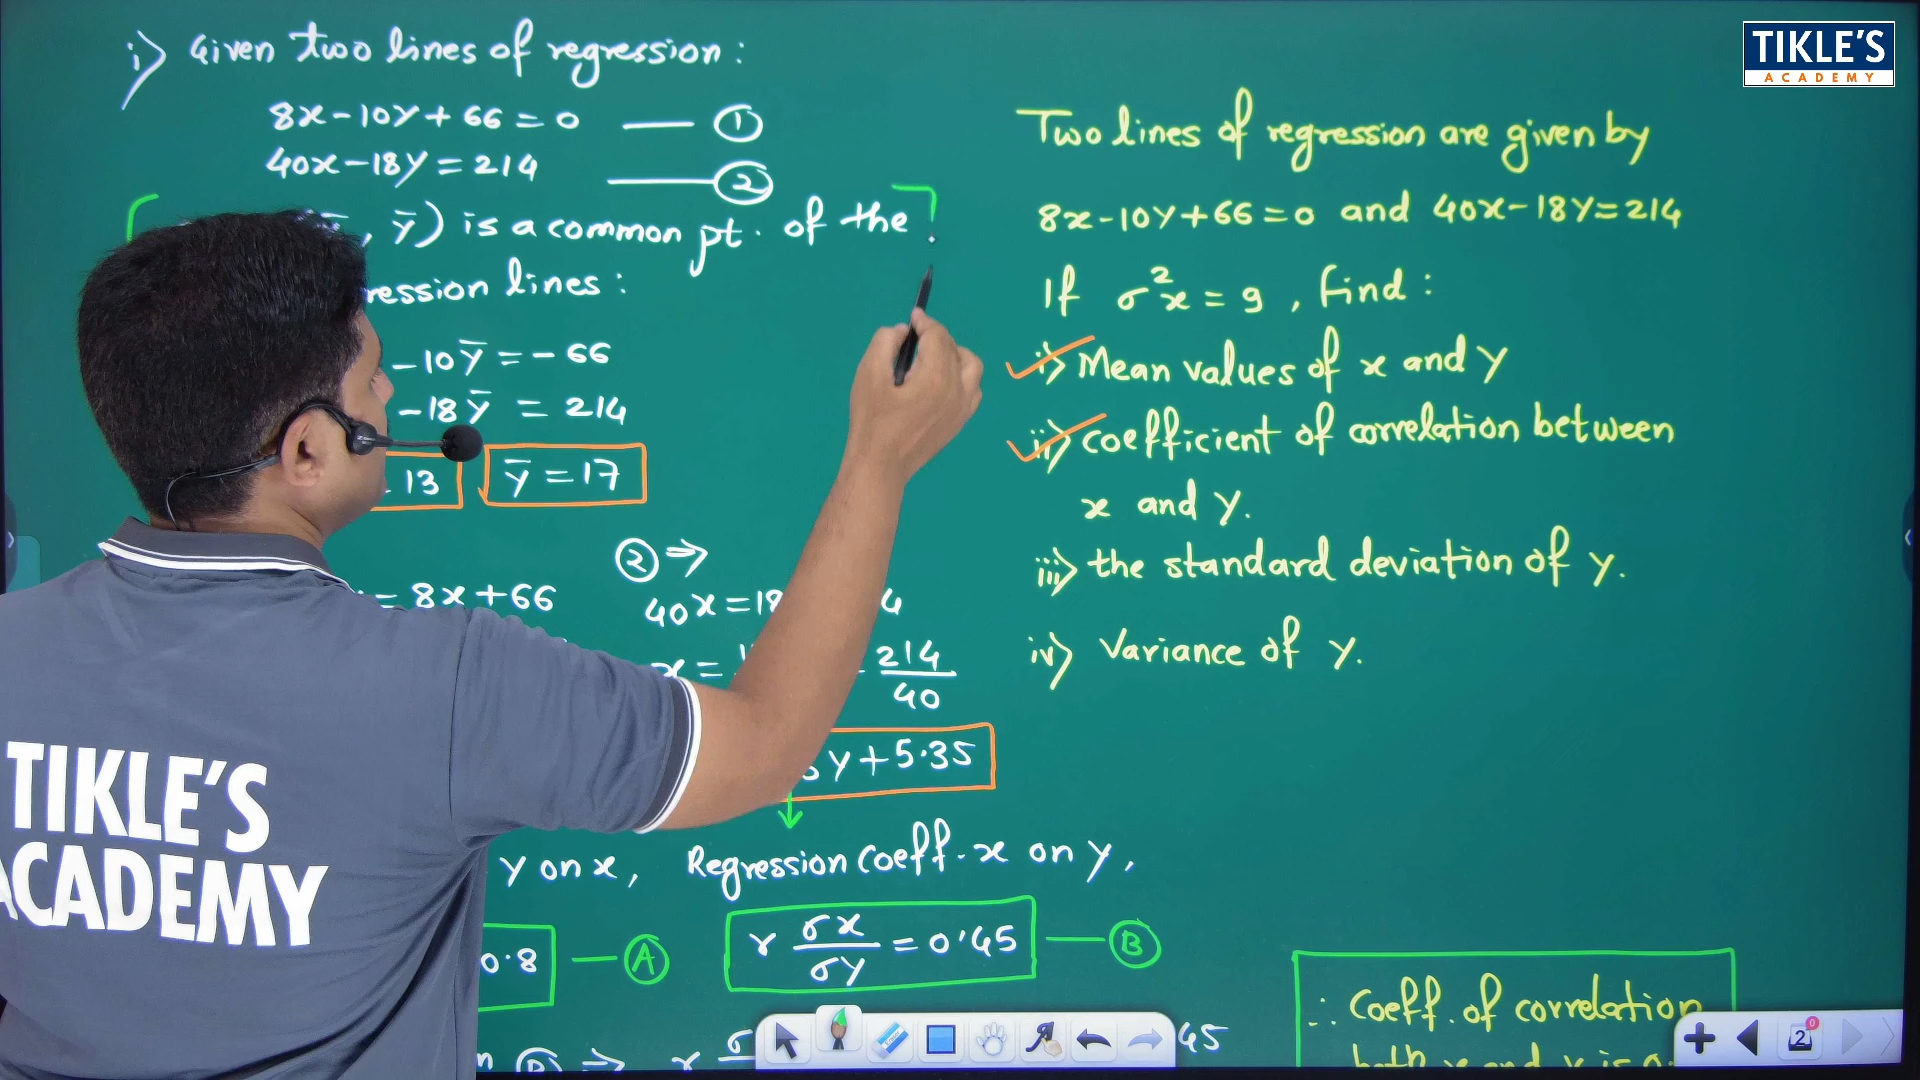 i) Given two lines of regression :
8x-10y+66=0 — ①
40x-18y=214 — ②
, ȳ) is a common pt. of the
ression lines :
-10ȳ = -66
-18ȳ = 214
13
ȳ = 17
② ⇒
= 8x+66
40x=18 4
x = 214/40
y+5.35
y on x, Regression Coeff. x on y,
0.8 — Ⓐ
r σx/σy = 0.45 — Ⓑ
⇒ r σ 45
TIKLE'S
ACADEMY
Two lines of regression are given by
8x-10y+66=0 and 40x-18y=214
If σ²x = 9 , find :
i) Mean values of x and y
ii) coefficient of correlation between
x and y.
iii) the standard deviation of y.
iv) Variance of y.
∴ Coeff. of correlation
TIKLE'S
ACADEMY
2
0